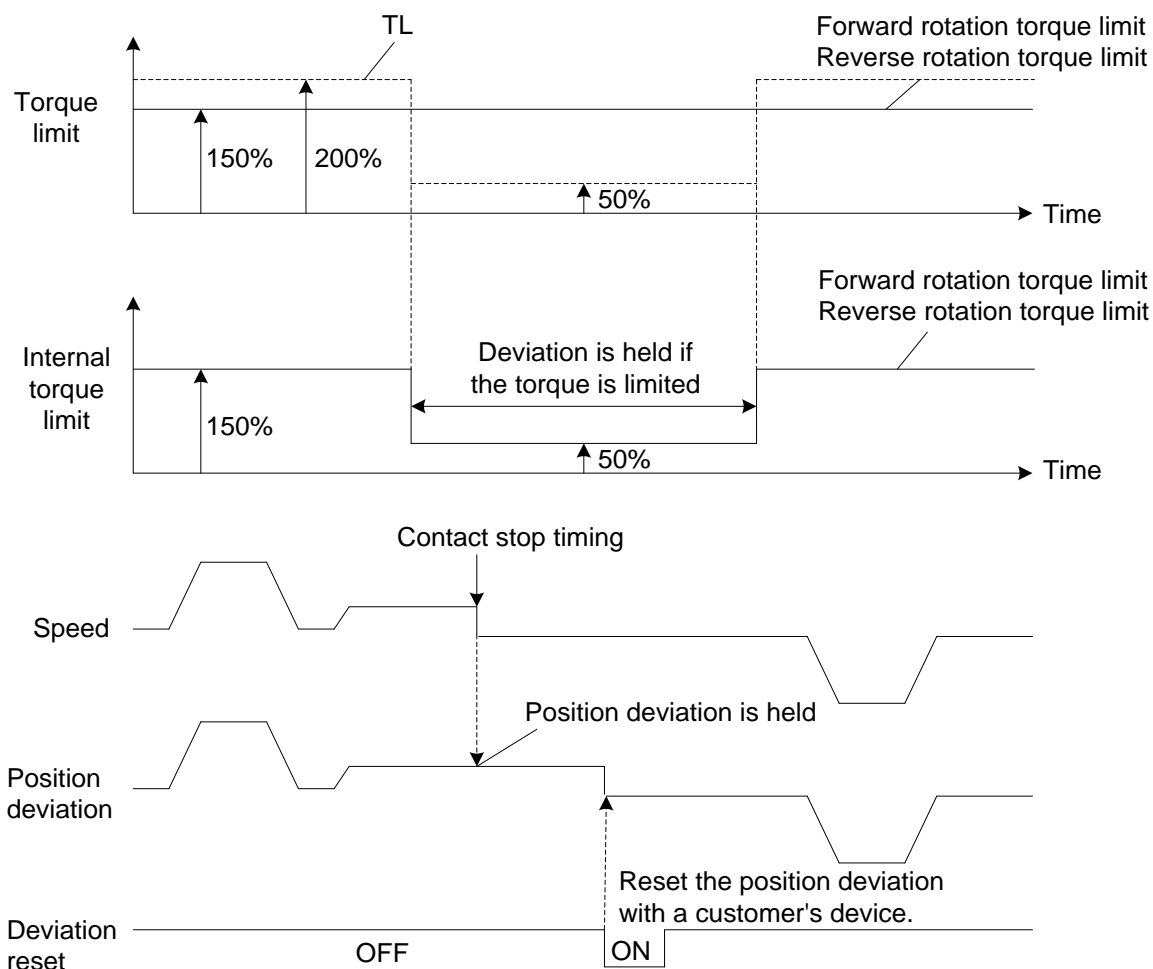 TL
Forward rotation torque limit
Reverse rotation torque limit
Torque
limit
150%
200%
50%
Time
Forward rotation torque limit
Reverse rotation torque limit
Internal
torque
limit
Deviation is held if
the torque is limited
150%
50%
Time
Contact stop timing
Speed
Position deviation is held
Position
deviation
Reset the position deviation
with a customer's device.
Deviation
reset
OFF
ON